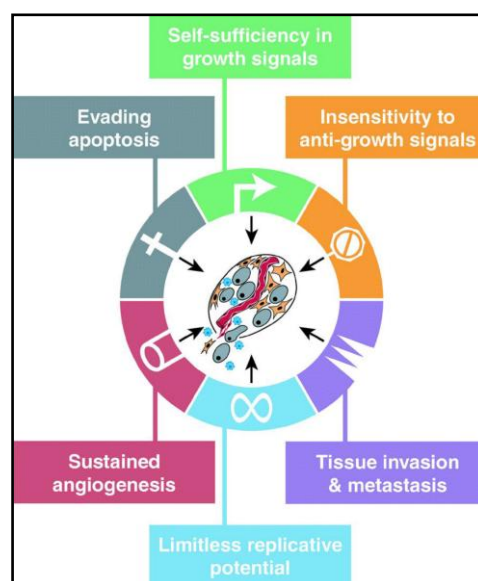 Self-sufficiency in
growth signals
Evading
apoptosis
Insensitivity to
anti-growth signals
Sustained
angiogenesis
Tissue invasion
& metastasis
Limitless replicative
potential